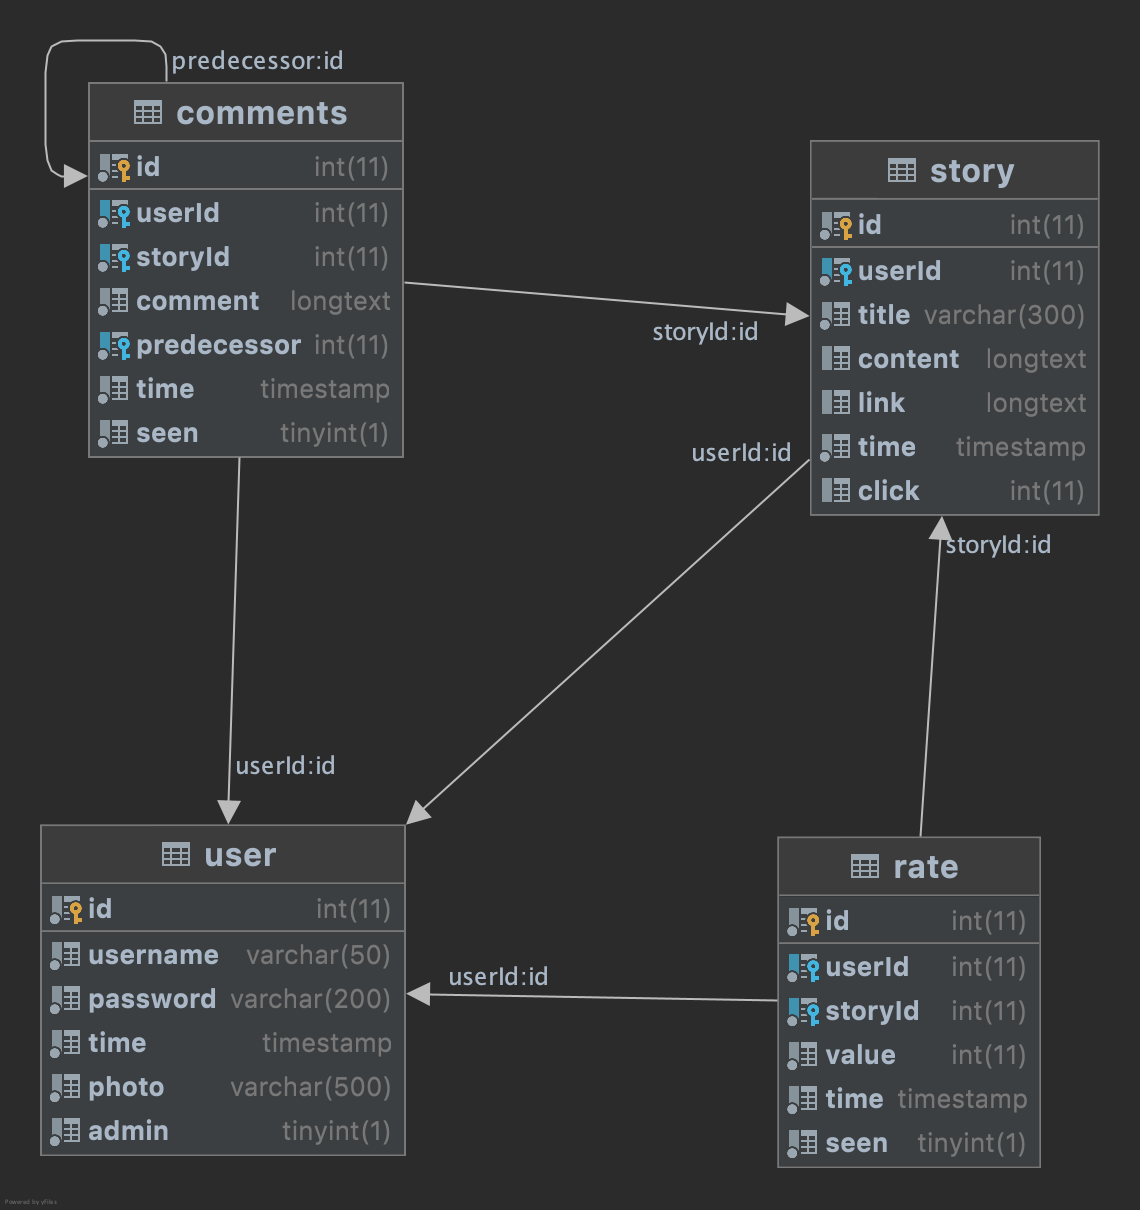 predecessor:id
comments
id int(11)
userId int(11)
storyId int(11)
comment longtext
predecessor int(11)
time timestamp
seen tinyint(1)
story
id int(11)
userId int(11)
title varchar(300)
content longtext
link longtext
time timestamp
click int(11)
storyId:id
userId:id
storyId:id
userId:id
user
id int(11)
username varchar(50)
password varchar(200)
time timestamp
photo varchar(500)
admin tinyint(1)
userId:id
rate
id int(11)
userId int(11)
storyId int(11)
value int(11)
time timestamp
seen tinyint(1)
Powered by yFiles